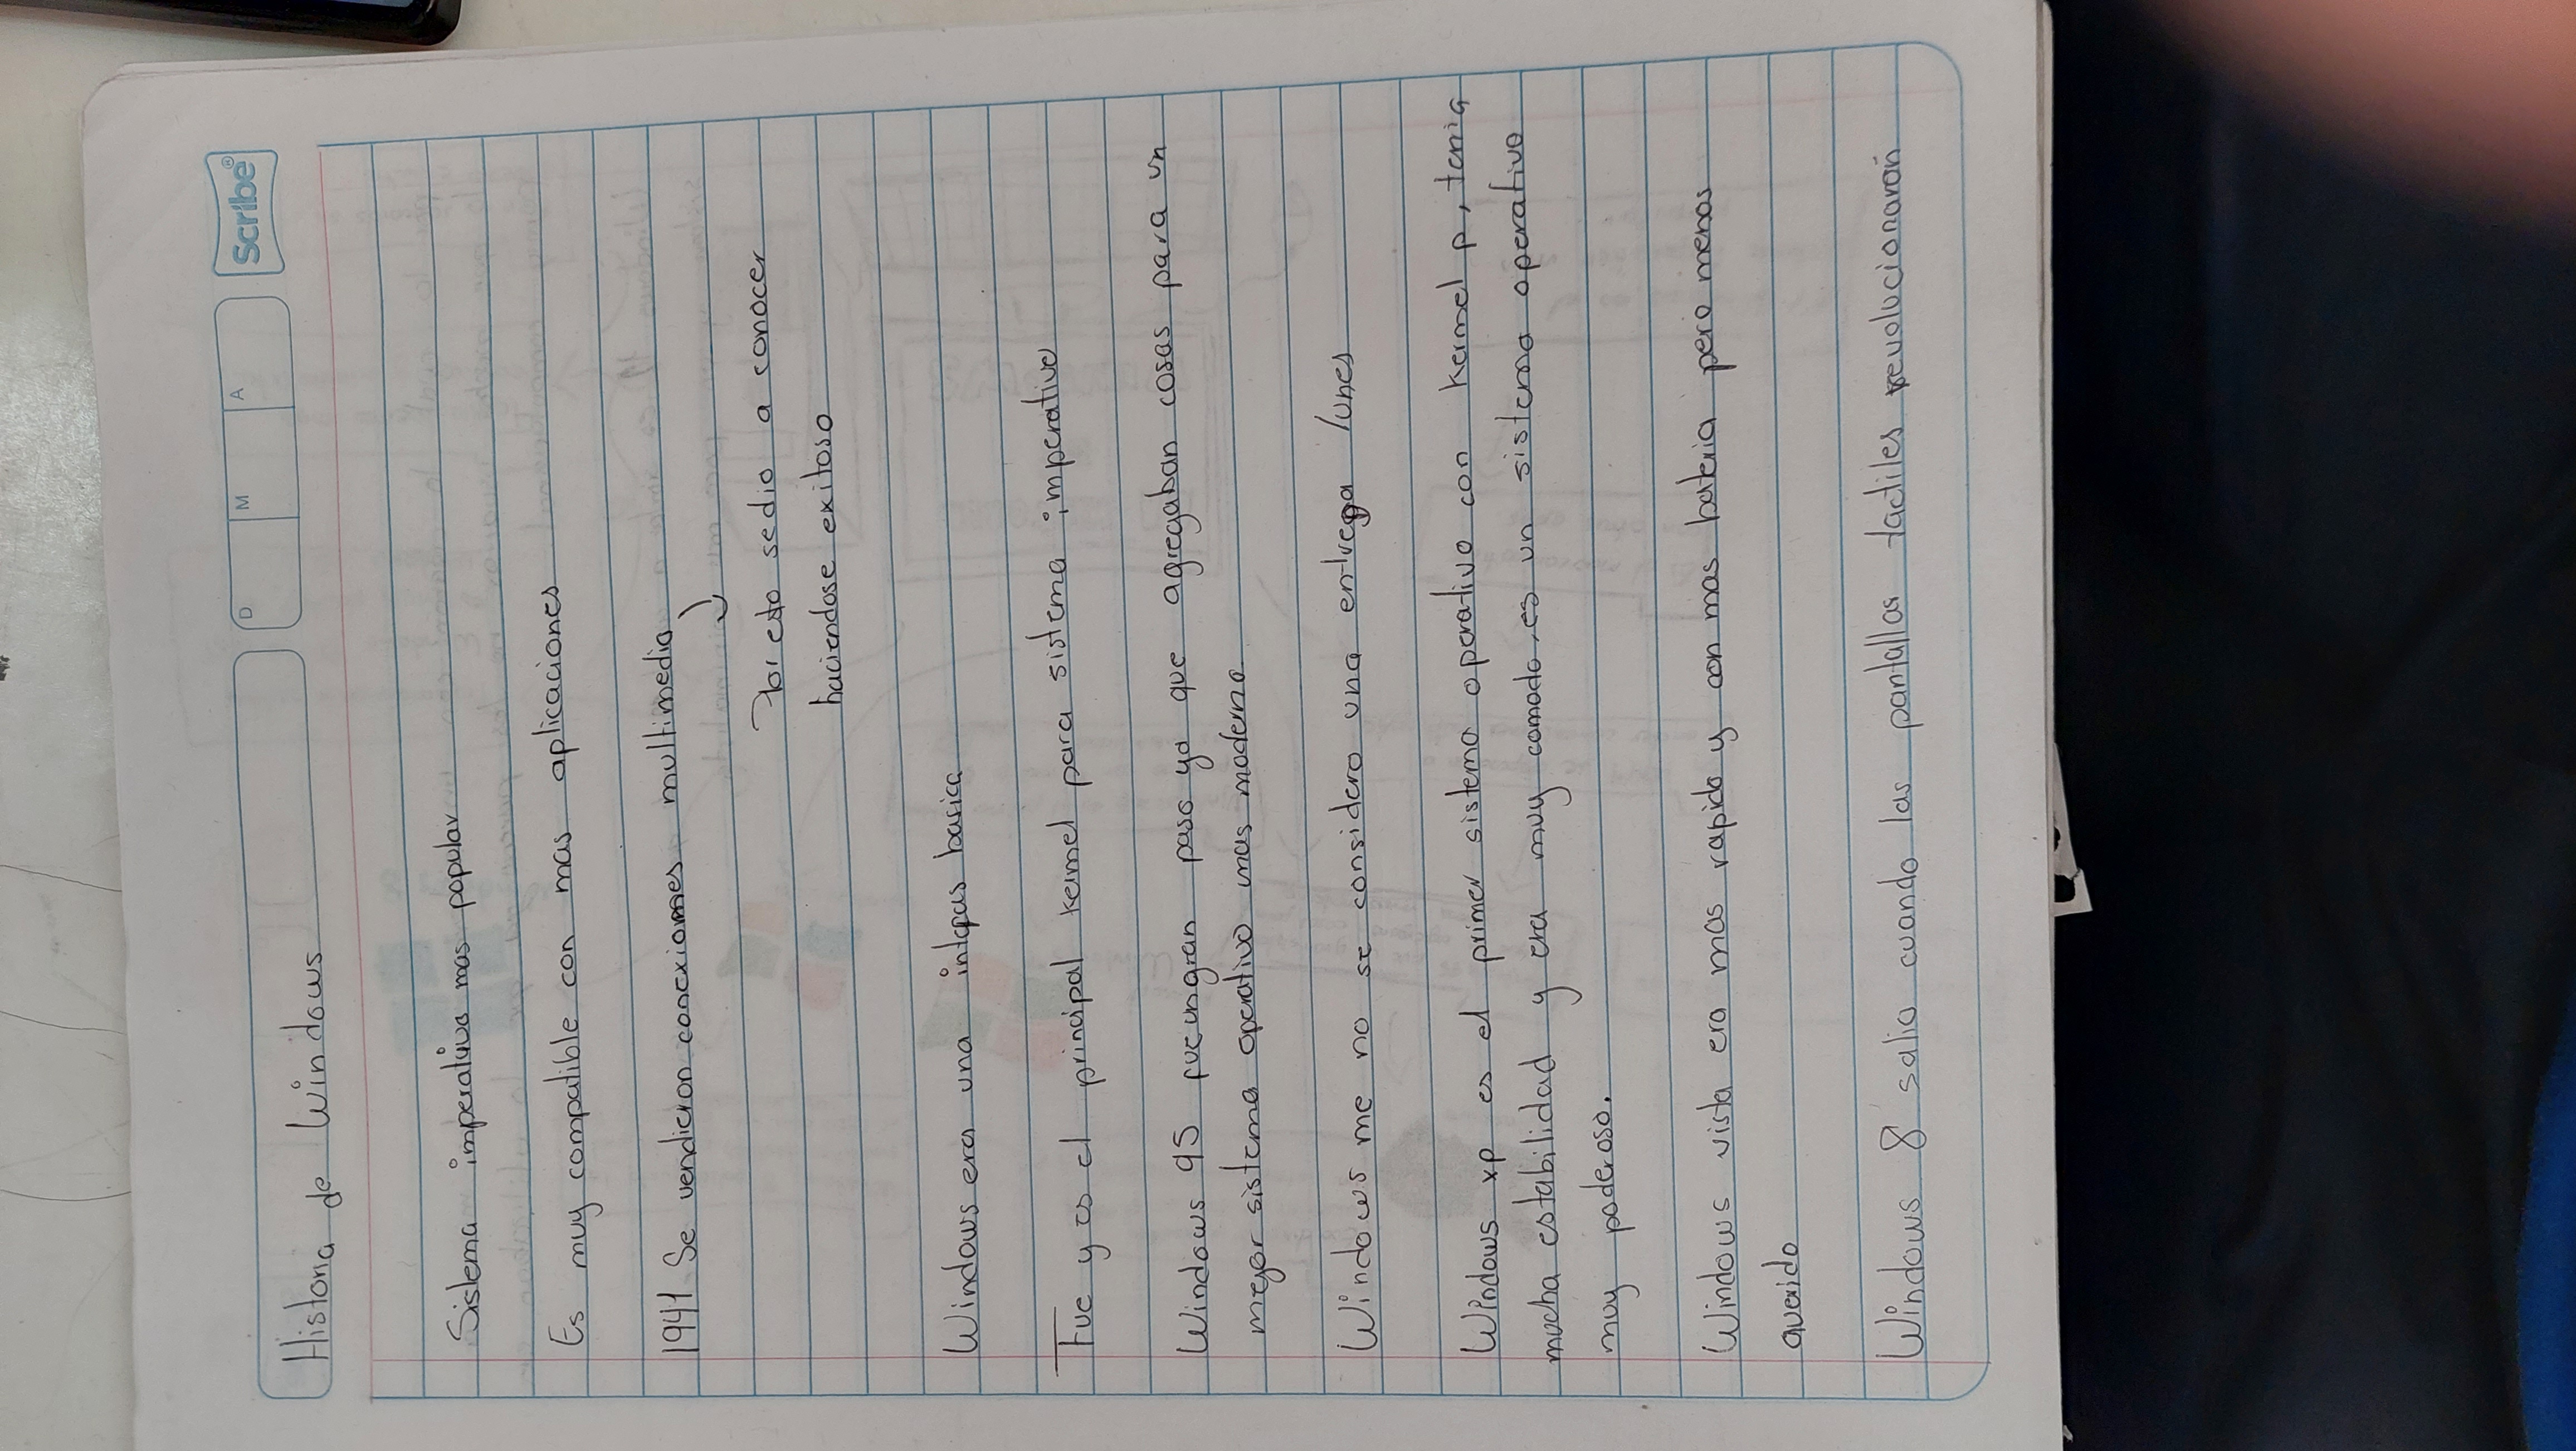 D M A Scribe®
Historia de Windows
Sistema imperativo mas popular
Es muy compatible con mas aplicaciones
1941 Se vendieron conexiones multimedia
Por esto sedio a conocer
haciendose exitoso
Windows era una basica
Fue y es el principal kernel para sistema imperativo
Windows 95 fue un gran paso ya que agregaban cosas para un
mejor sistema operativo mas moderno
Windows me no se considero una entrega lunes
Windows xp es el primer sistema operativo con kernel p, tenia
mucha estabilidad y era muy comodo, es un sistema operativo
muy poderoso.
Windows vista era mas rapido y con mas bateria pero menos
querido
Windows 8 salio cuando las pantallas tactiles revolucionaron